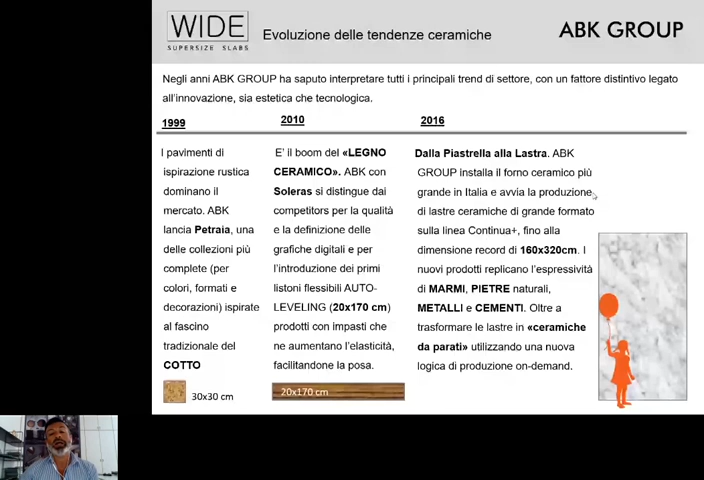 WIDE
SUPERSIZE SLABS
Evoluzione delle tendenze ceramiche
ABK GROUP
Negli anni ABK GROUP ha saputo interpretare tutti i principali trend di settore, con un fattore distintivo legato
all'innovazione, sia estetica che tecnologica.
1999
I pavimenti di
ispirazione rustica
dominano il
mercato. ABK
lancia Petraia, una
delle collezioni più
complete (per
colori, formati e
decorazioni) ispirate
al fascino
tradizionale del
COTTO
30x30 cm
2010
E' il boom del «LEGNO
CERAMICO». ABK con
Soleras si distingue dai
competitors per la qualità
e la definizione delle
grafiche digitali e per
l'introduzione dei primi
listoni flessibili AUTO-
LEVELING (20x170 cm)
prodotti con impasti che
ne aumentano l'elasticità,
facilitandone la posa.
20x170 cm
2016
Dalla Piastrella alla Lastra. ABK
GROUP installa il forno ceramico più
grande in Italia e avvia la produzione
di lastre ceramiche di grande formato
sulla linea Continua+, fino alla
dimensione record di 160x320cm. I
nuovi prodotti replicano l'espressività
di MARMI, PIETRE naturali,
METALLI e CEMENTI. Oltre a
trasformare le lastre in «ceramiche
da parati» utilizzando una nuova
logica di produzione on-demand.